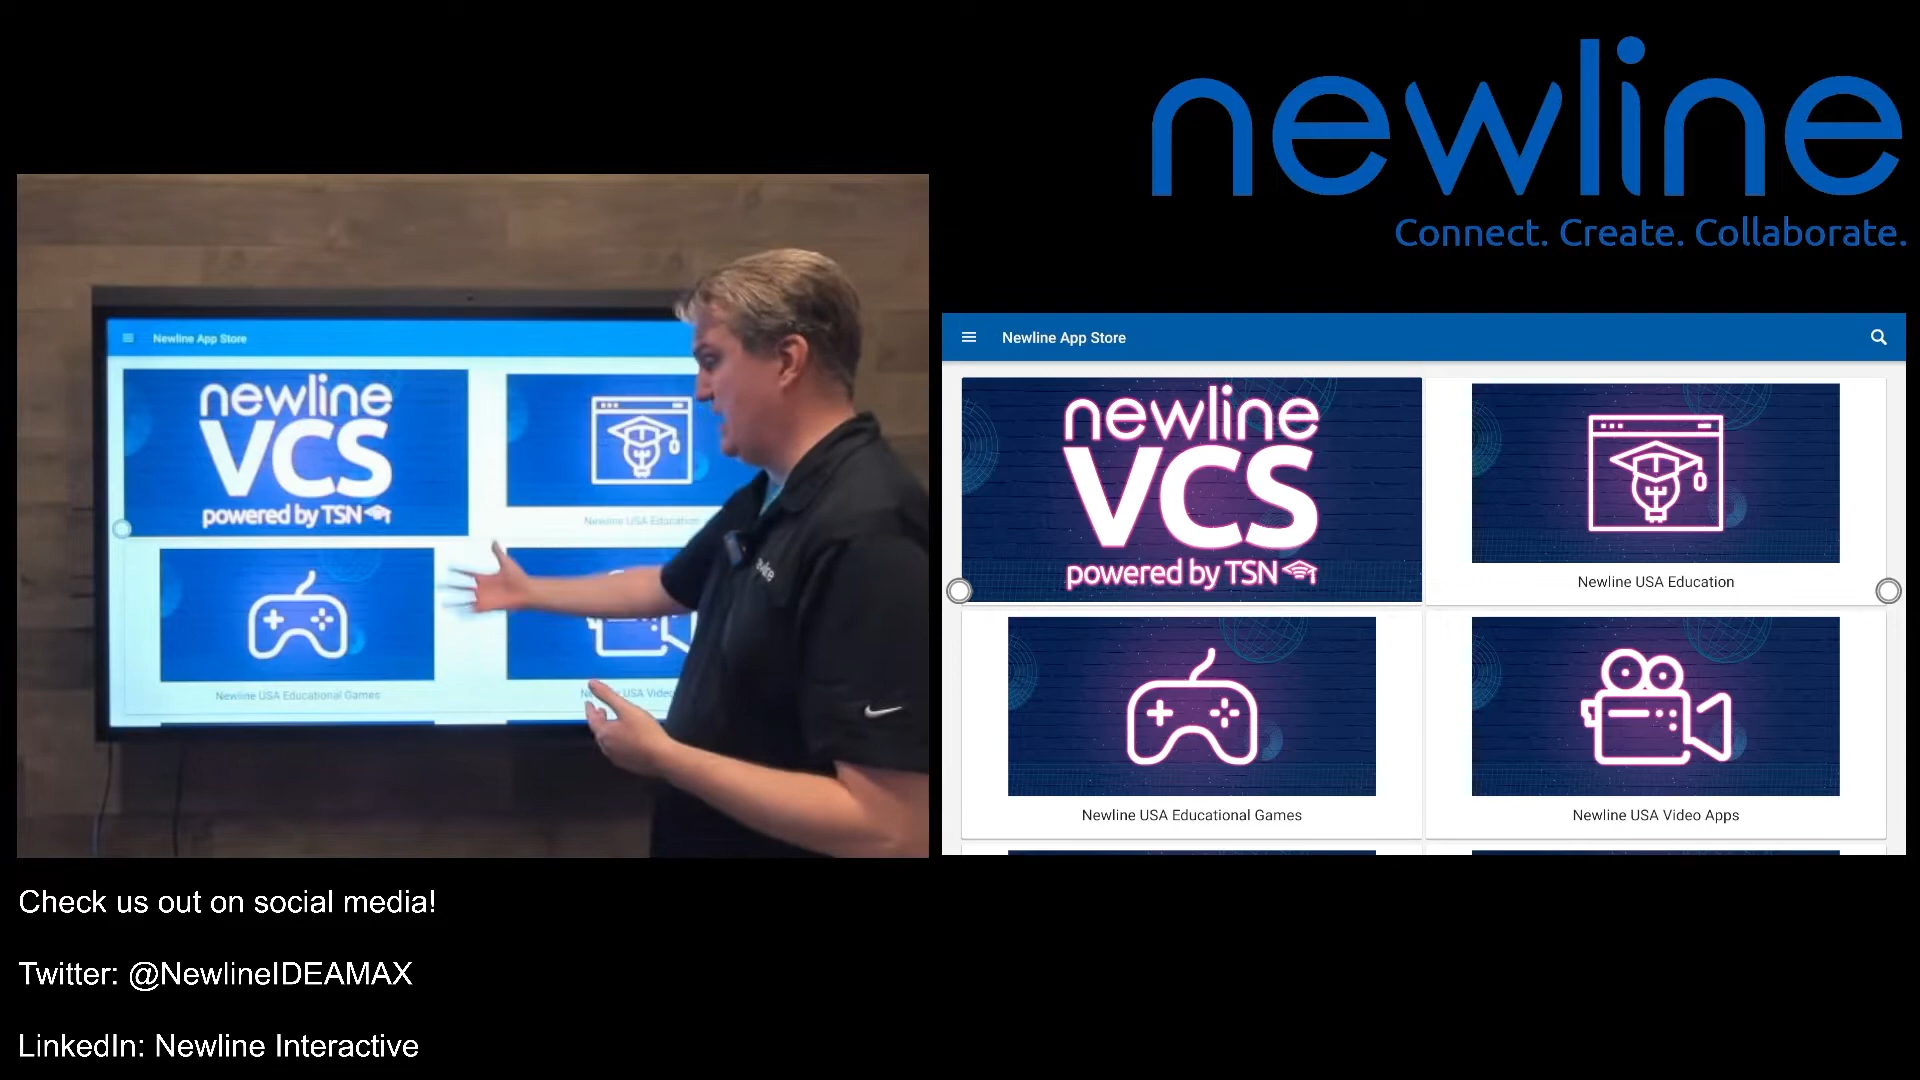 newline
Connect. Create. Collaborate.
Newline App Store
newline
VCS
powered by TSN
Newline USA Education
Newline USA Educational Games
Newline USA Video
Newline App Store
newline
VCS
powered by TSN
Newline USA Education
Newline USA Educational Games
Newline USA Video Apps
Check us out on social media!
Twitter: @NewlineIDEAMAX
LinkedIn: Newline Interactive